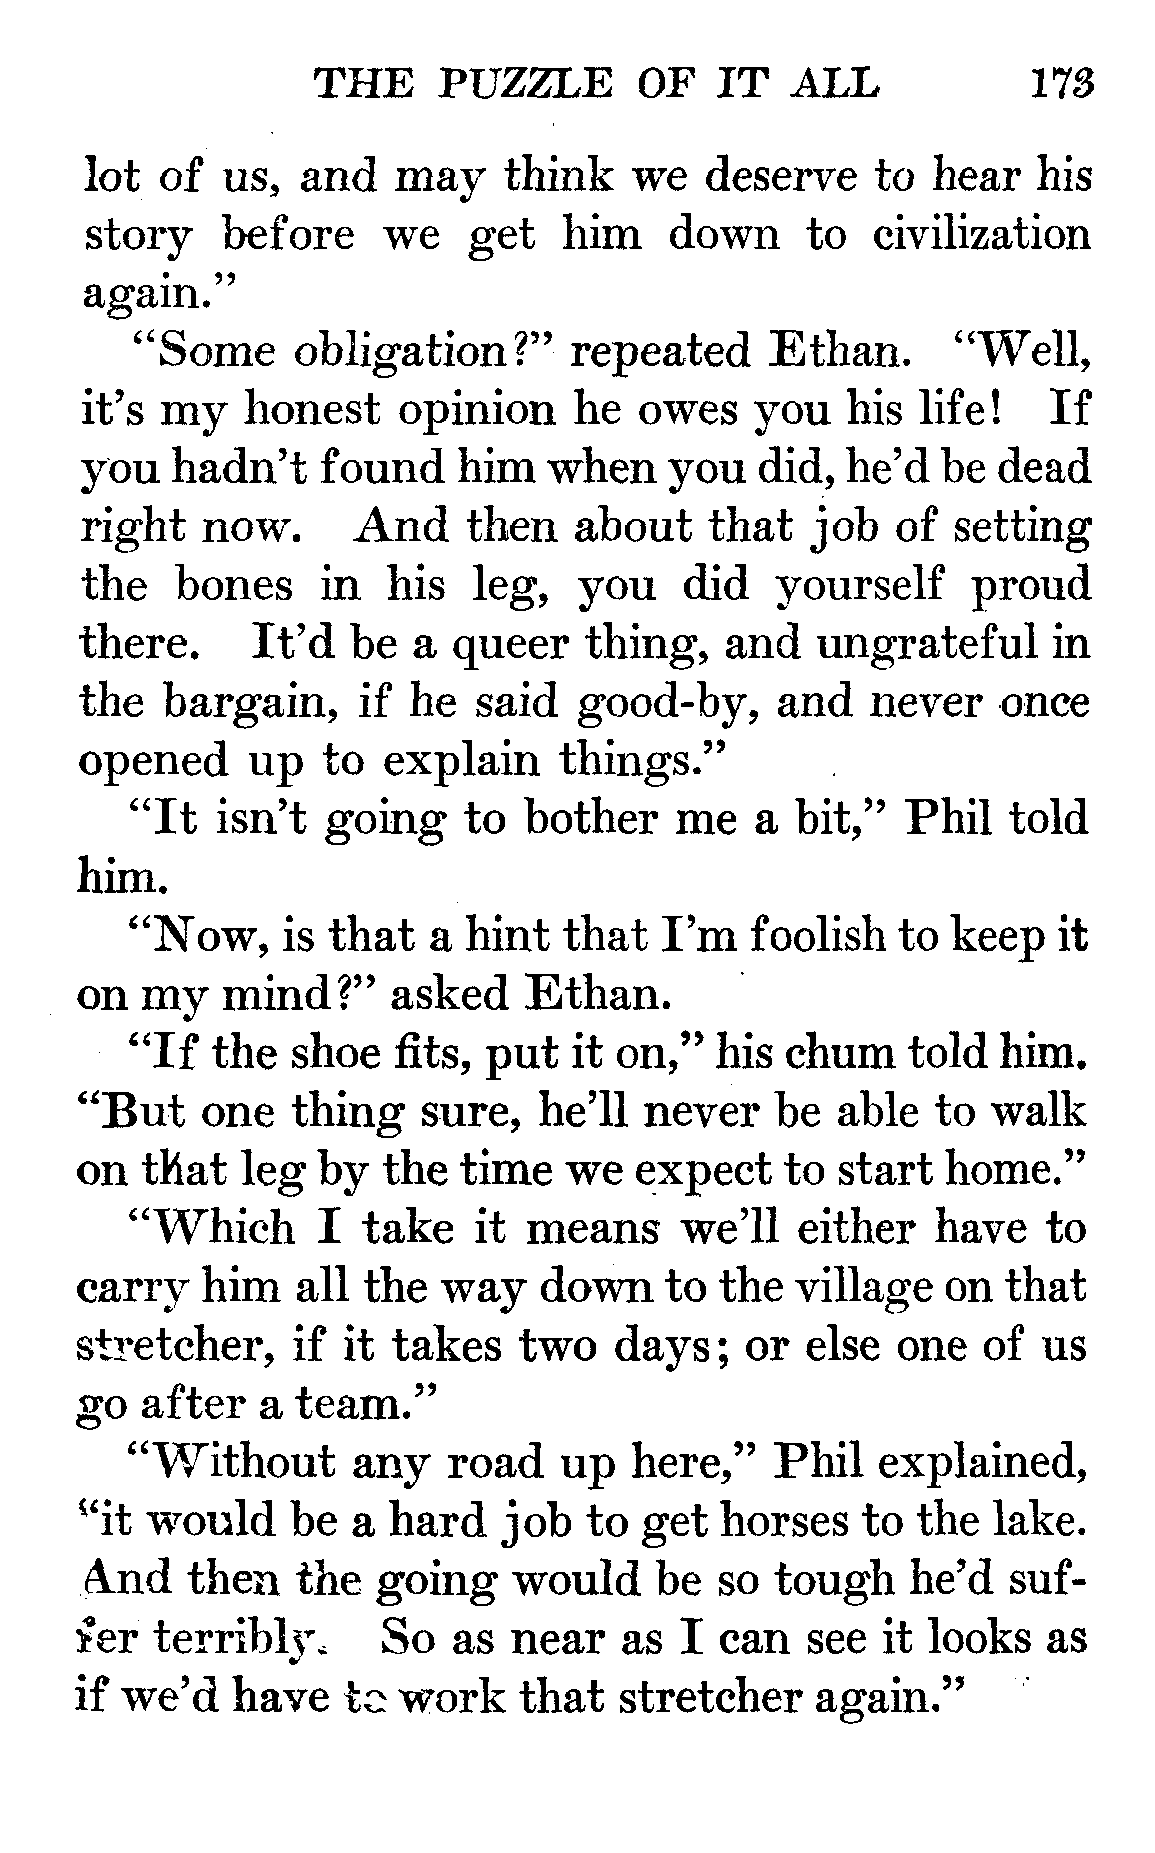 THE PUZZLE OF IT ALL 173
lot of us, and may think we deserve to hear his
story before we get him down to civilization
again."
"Some obligation?" repeated Ethan. "Well,
it's my honest opinion he owes you his life! If
you hadn't found him when you did, he'd be dead
right now. And then about that job of setting
the bones in his leg, you did yourself proud
there. It'd be a queer thing, and ungrateful in
the bargain, if he said good-by, and never once
opened up to explain things."
"It isn't going to bother me a bit," Phil told
him.
"Now, is that a hint that I'm foolish to keep it
on my mind?" asked Ethan.
"If the shoe fits, put it on," his chum told him.
"But one thing sure, he'll never be able to walk
on that leg by the time we expect to start home."
"Which I take it means we'll either have to
carry him all the way down to the village on that
stretcher, if it takes two days; or else one of us
go after a team."
"Without any road up here," Phil explained,
"it would be a hard job to get horses to the lake.
And then the going would be so tough he'd suf-
fer terribly. So as near as I can see it looks as
if we'd have to work that stretcher again."